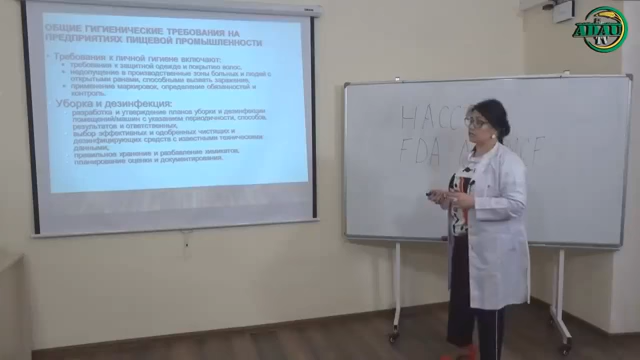 ОБЩИЕ ГИГИЕНИЧЕСКИЕ ТРЕБОВАНИЯ НА
ПРЕДПРИЯТИЯХ ПИЩЕВОЙ ПРОМЫШЛЕННОСТИ
Требования к личной гигиене включают:
требования к защитной одежде и покрытию волос,
недопущение в производственные зоны больных и людей с
открытыми ранами, способными вызвать заражение,
применение маркировки, определение обязанностей и
контроль.
Уборка и дезинфекция:
разработки и утверждение планов уборки и дезинфекции
помещений/машин с указанием периодичности, способов,
результатов и ответственных,
выбор эффективных и одобренных чистящих и
дезинфицирующих средств с известными техническими
данными,
правильное хранение и разбавление химикатов,
планирование оценки и документирования.
HACC
FDA
ADAU
TV